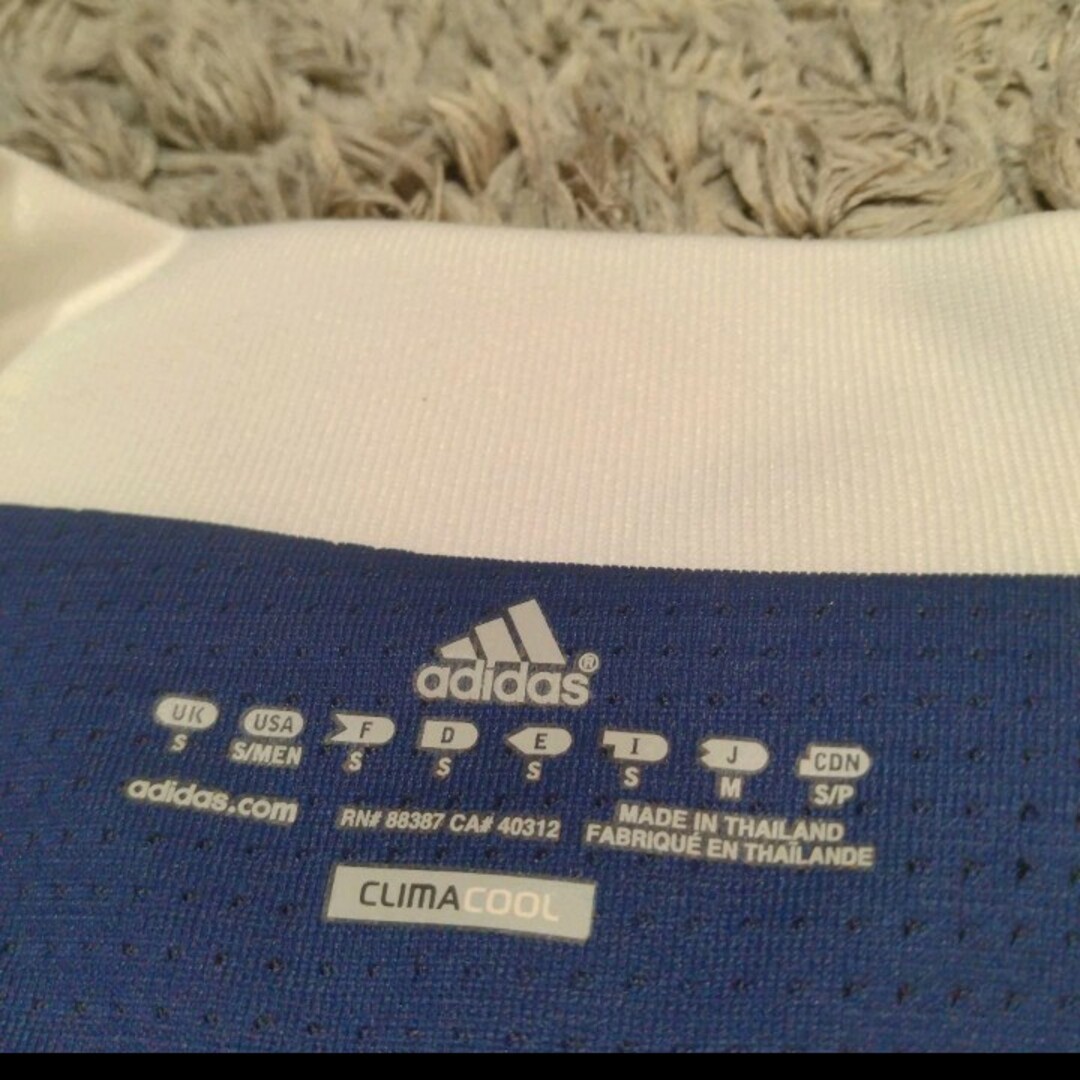 adidas®
UK USA F D E I J CDN
S S/MEN S S S S M S/P
adidas.com
RN# 88387 CA# 40312
MADE IN THAILAND
FABRIQUÉ EN THAÏLANDE
CLIMACOOL